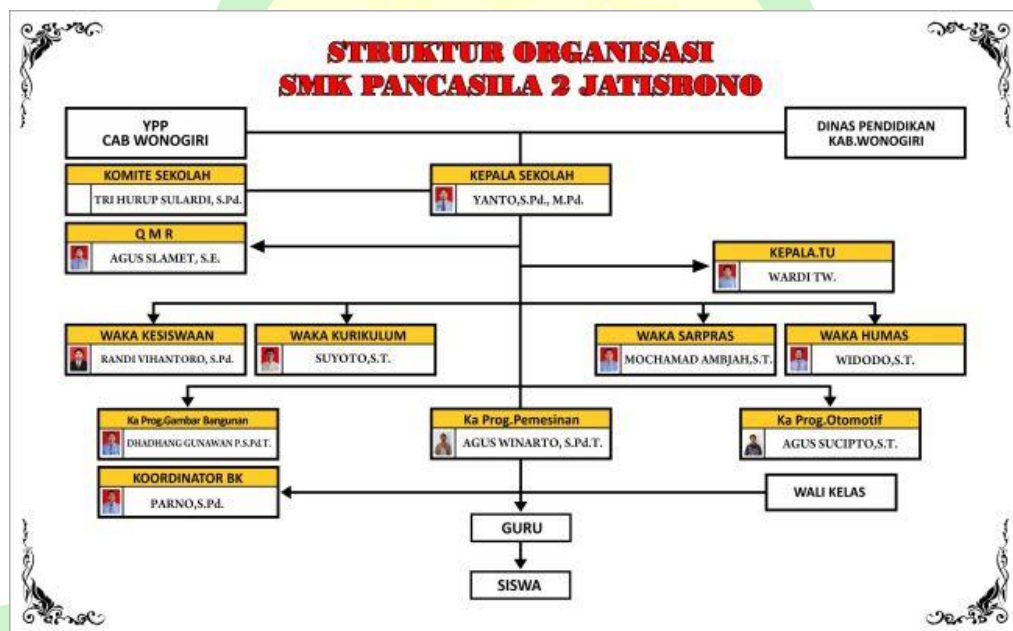 STRUKTUR ORGANISASI
SMK PANCASILA 2 JATISRONO
YPP
CAB WONOGIRI
DINAS PENDIDIKAN
KAB.WONOGIRI
KOMITE SEKOLAH
TRI HURUP SULARDI, S.Pd.
KEPALA SEKOLAH
YANTO,S.Pd., M.Pd.
Q M R
AGUS SLAMET, S.E.
KEPALA.TU
WARDI TW.
WAKA KESISWAAN
RANDI VIHANTORO, S.Pd.
WAKA KURIKULUM
SUYOTO,S.T.
WAKA SARPRAS
MOCHAMAD AMBJAH,S.T.
WAKA HUMAS
WIDODO,S.T.
Ka Prog.Gambar Bangunan
DHADHANG GUNAWAN P.S.Pd.T.
Ka Prog.Pemesinan
AGUS WINARTO, S.Pd.T.
Ka Prog.Otomotif
AGUS SUCIPTO,S.T.
KOORDINATOR BK
PARNO,S.Pd.
WALI KELAS
GURU
SISWA